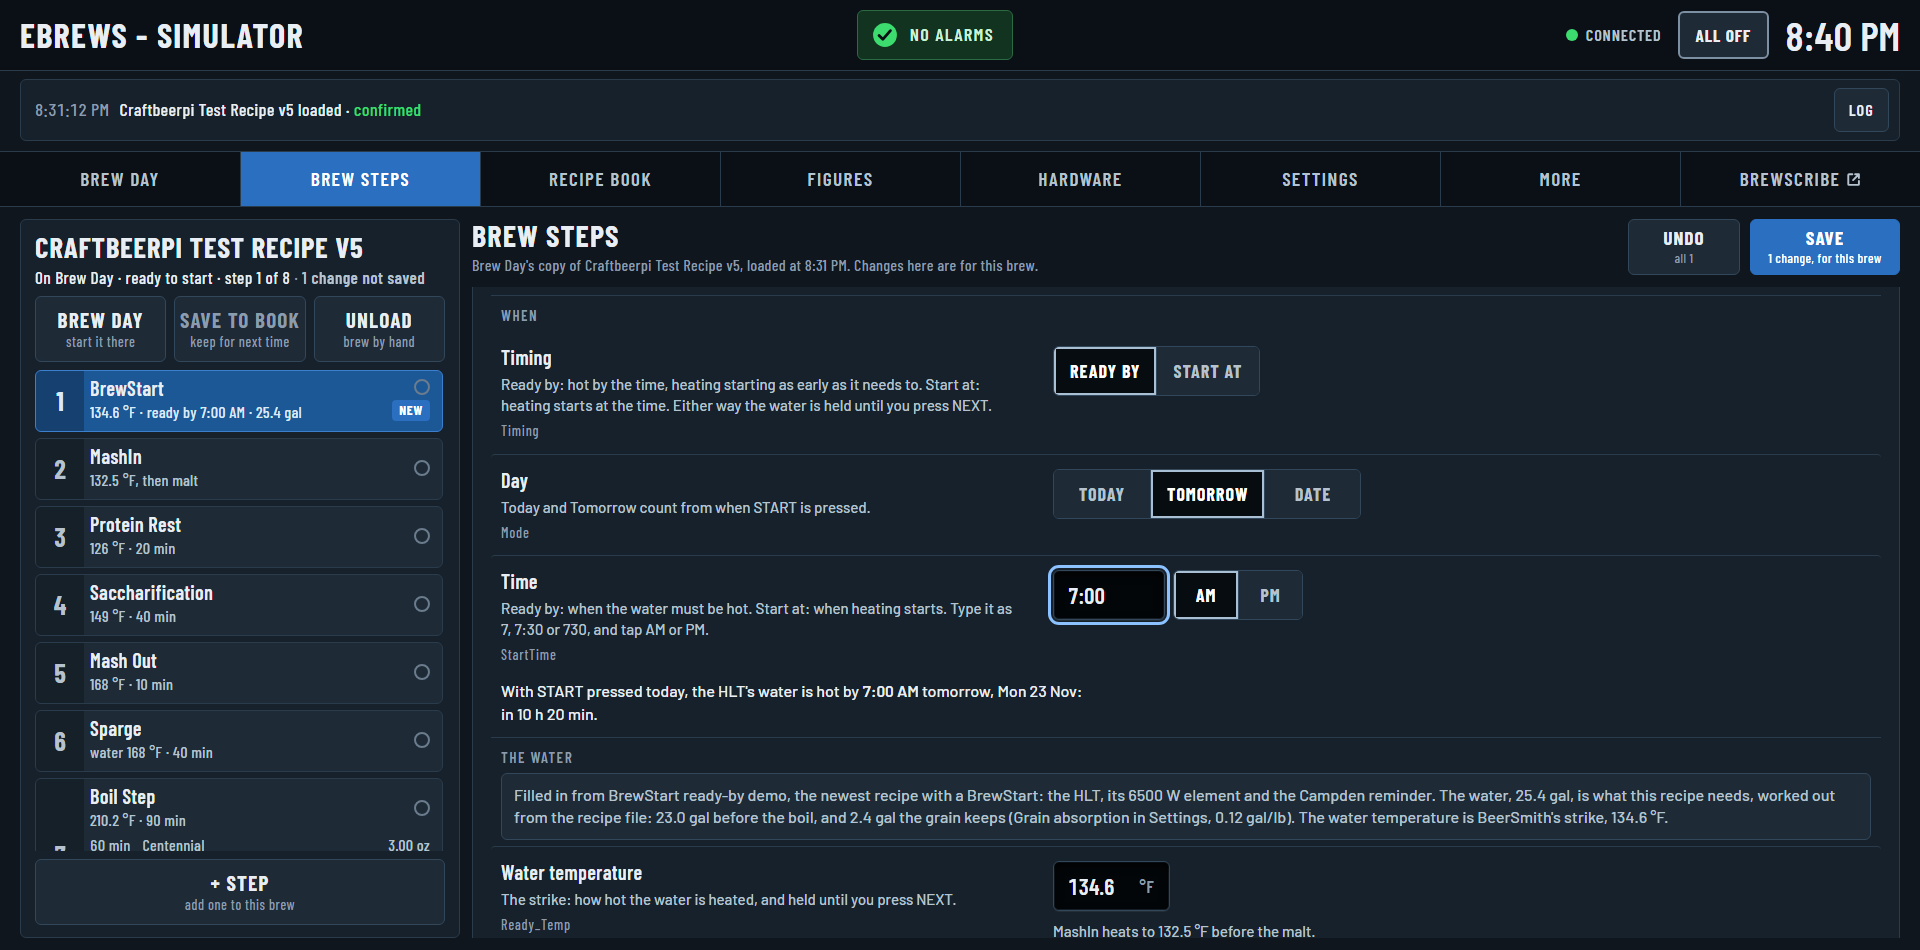 EBREWS - SIMULATOR
NO ALARMS
CONNECTED
ALL OFF
8:40 PM
8:31:12 PM Craftbeerpi Test Recipe v5 loaded · confirmed
LOG
BREW DAY
BREW STEPS
RECIPE BOOK
FIGURES
HARDWARE
SETTINGS
MORE
BREWSCRIBE
CRAFTBEERPI TEST RECIPE V5
On Brew Day · ready to start · step 1 of 8 · 1 change not saved
BREW DAY
start it there
SAVE TO BOOK
keep for next time
UNLOAD
brew by hand
1
BrewStart
134.6 °F · ready by 7:00 AM · 25.4 gal
NEW
2
MashIn
132.5 °F, then malt
3
Protein Rest
126 °F · 20 min
4
Saccharification
149 °F · 40 min
5
Mash Out
168 °F · 10 min
6
Sparge
water 168 °F · 40 min
Boil Step
210.2 °F · 90 min
60 min Centennial 3.00 oz
+ STEP
add one to this brew
BREW STEPS
Brew Day's copy of Craftbeerpi Test Recipe v5, loaded at 8:31 PM. Changes here are for this brew.
UNDO
all 1
SAVE
1 change, for this brew
WHEN
Timing
Ready by: hot by the time, heating starting as early as it needs to. Start at:
heating starts at the time. Either way the water is held until you press NEXT.
Timing
READY BY
START AT
Day
Today and Tomorrow count from when START is pressed.
Mode
TODAY
TOMORROW
DATE
Time
Ready by: when the water must be hot. Start at: when heating starts. Type it as
7, 7:30 or 730, and tap AM or PM.
StartTime
7:00
AM
PM
With START pressed today, the HLT's water is hot by 7:00 AM tomorrow, Mon 23 Nov:
in 10 h 20 min.
THE WATER
Filled in from BrewStart ready-by demo, the newest recipe with a BrewStart: the HLT, its 6500 W element and the Campden reminder. The water, 25.4 gal, is what this recipe needs, worked out
from the recipe file: 23.0 gal before the boil, and 2.4 gal the grain keeps (Grain absorption in Settings, 0.12 gal/lb). The water temperature is BeerSmith's strike, 134.6 °F.
Water temperature
The strike: how hot the water is heated, and held until you press NEXT.
Ready_Temp
134.6 °F
MashIn heats to 132.5 °F before the malt.